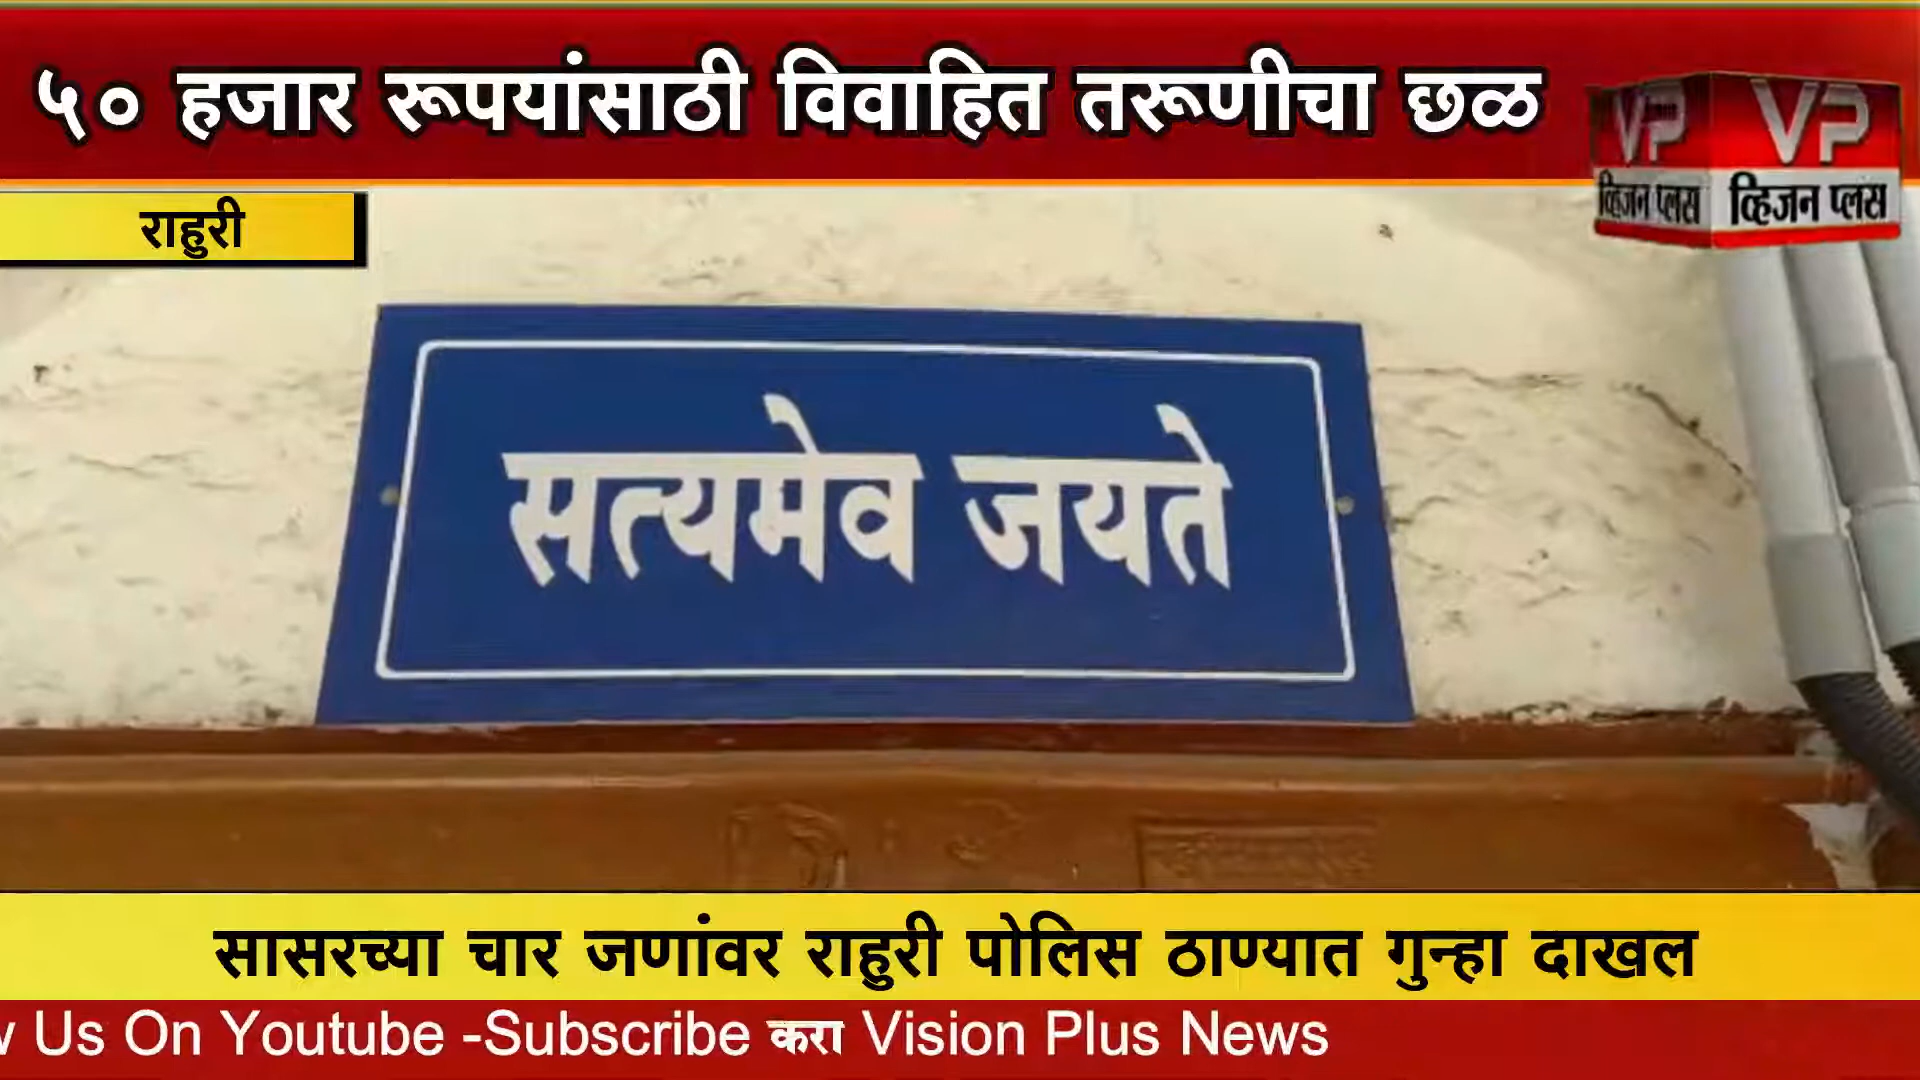 ५० हजार रूपयांसाठी विवाहित तरूणीचा छळ
VP VP
व्हिजन प्लस व्हिजन प्लस
राहुरी
सत्यमेव जयते
सासरच्या चार जणांवर राहुरी पोलिस ठाण्यात गुन्हा दाखल
Us On Youtube -Subscribe करा Vision Plus News